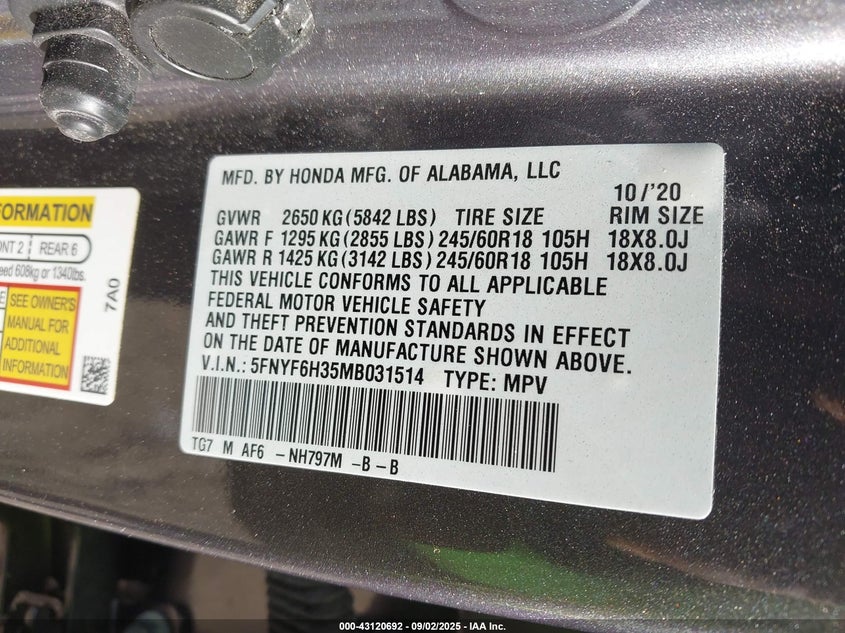 MFD. BY HONDA MFG. OF ALABAMA, LLC
10/'20
GVWR 2650 KG (5842 LBS) TIRE SIZE RIM SIZE
GAWR F 1295 KG (2855 LBS) 245/60R18 105H 18X8.0J
GAWR R 1425 KG (3142 LBS) 245/60R18 105H 18X8.0J
THIS VEHICLE CONFORMS TO ALL APPLICABLE
FEDERAL MOTOR VEHICLE SAFETY
AND THEFT PREVENTION STANDARDS IN EFFECT
ON THE DATE OF MANUFACTURE SHOWN ABOVE.
V.I.N.: 5FNYF6H35MB031514 TYPE: MPV
TG7 M AF6 -NH797M -B-B
FORMATION
2 REAR 6
608kg or 1340lbs.
SEE OWNER'S
MANUAL FOR
ADDITIONAL
INFORMATION
7A0
000-43120692 - 09/02/2025 - IAA Inc.